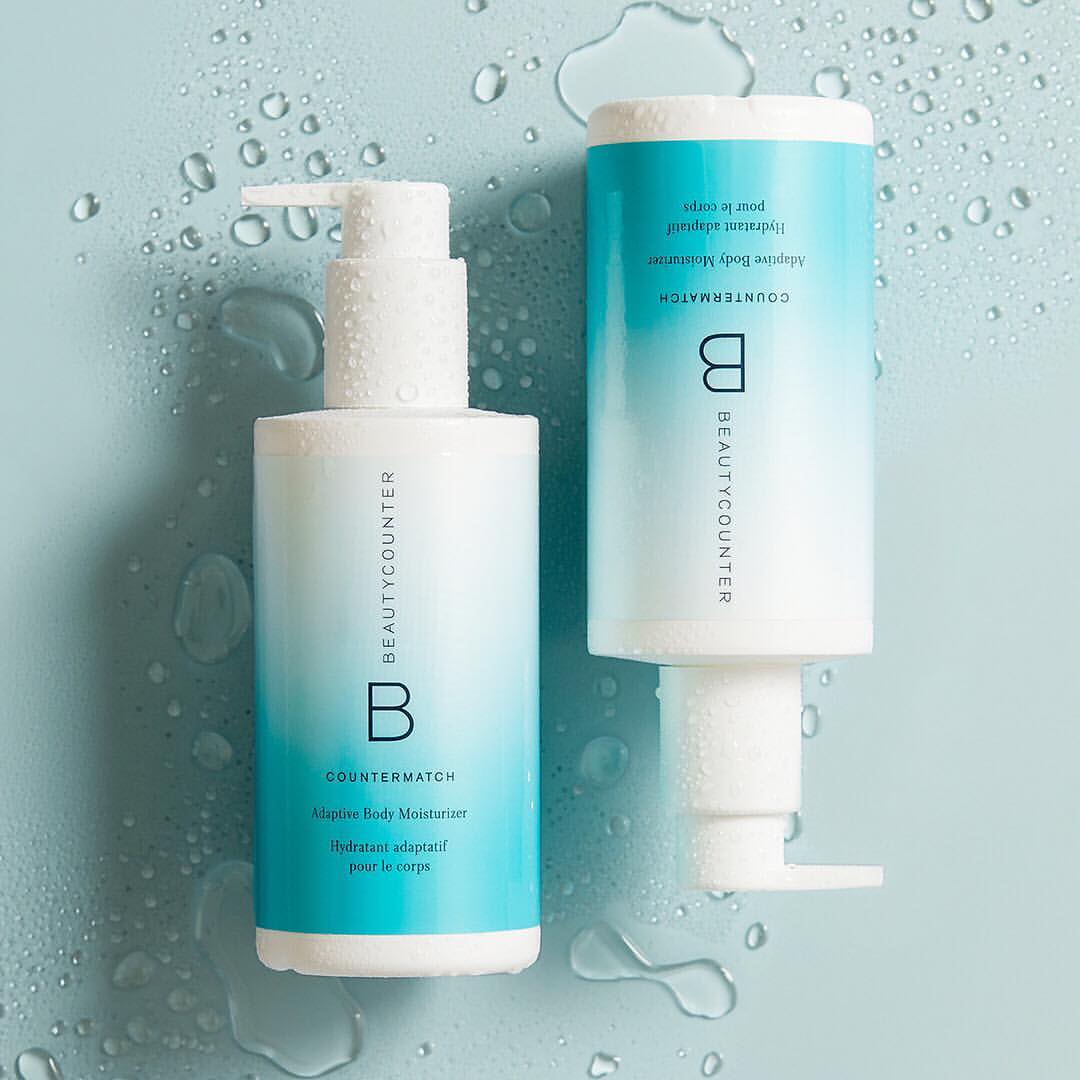 BEAUTYCOUNTER
B
COUNTERMATCH
Adaptive Body Moisturizer
Hydratant adaptatif
pour le corps
BEAUTYCOUNTER
B
COUNTERMATCH
Adaptive Body Moisturizer
Hydratant adaptatif
pour le corps